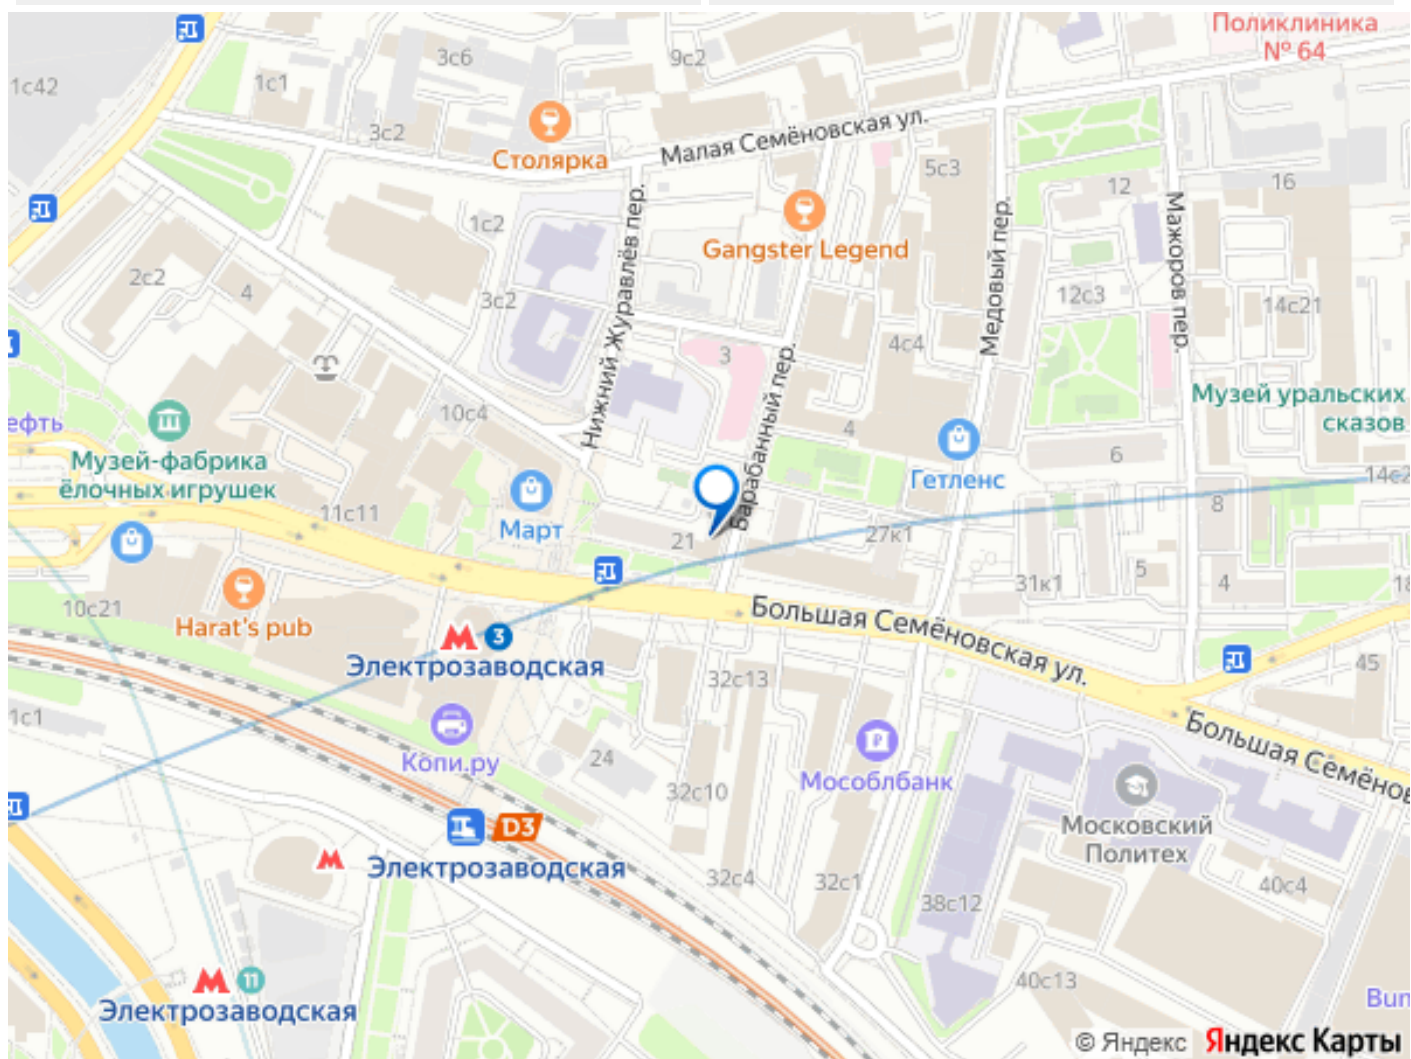 Поликлиника
№ 64
1с42
1с1
3с6
9с2
3с2
Столярка
Малая Семёновская ул.
5с3
12
16
1с2
Gangster Legend
Нижний Журавлёв пер.
Медовый пер.
Мажоров пер.
2с2
4
3с2
12с3
14с21
3
4с4
Барабанный пер.
10с4
4
Музей уральских
сказов
ефть
Музей-фабрика
ёлочных игрушек
Гетленс
6
14с2
11с11
Март
21
27к1
8
5
31к1
4
18
10с21
Harat's pub
Большая Семёновская ул.
3
Электрозаводская
32с13
45
1с1
Копи.ру
24
Мособлбанк
Большая Семёнов
32с10
D3
Электрозаводская
Московский
Политех
32с4
32с1
38с12
40с4
11
Электрозаводская
40с13
Bur
© Яндекс Яндекс Карты